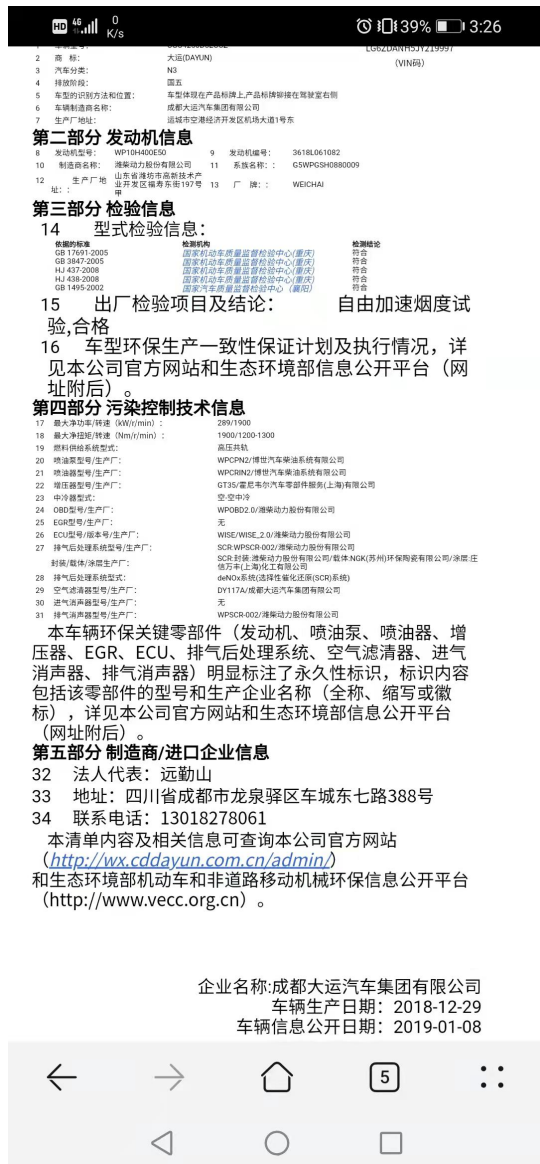 HD 4G 0 K/s 39% 3:26
LG6ZDANH5JY219997
2 商 标： 大运(DAYUN) (VIN码)
3 汽车分类： N3
4 排放阶段： 国五
5 车型的识别方法和位置： 车型体现在产品标牌上,产品标牌铆接在驾驶室右侧
6 车辆制造商名称： 成都大运汽车集团有限公司
7 生产厂地址： 运城市空港经济开发区机场大道1号东
第二部分 发动机信息
8 发动机型号： WP10H400E50 9 发动机编号： 3618L061082
10 制造商名称： 潍柴动力股份有限公司 11 系族名称：： G5WPGSH0880009
12 生产厂地址：： 山东省潍坊市高新技术产业开发区福寿东街197号甲 13 厂 牌：： WEICHAI
第三部分 检验信息
14 型式检验信息：
依据的标准 检测机构 检测结论
GB 17691-2005 国家机动车质量监督检验中心(重庆) 符合
GB 3847-2005 国家机动车质量监督检验中心(重庆) 符合
HJ 437-2008 国家机动车质量监督检验中心(重庆) 符合
HJ 438-2008 国家机动车质量监督检验中心(重庆) 符合
GB 1495-2002 国家汽车质量监督检验中心（襄阳） 符合
15 出厂检验项目及结论： 自由加速烟度试
验,合格
16 车型环保生产一致性保证计划及执行情况，详
见本公司官方网站和生态环境部信息公开平台（网
址附后）。
第四部分 污染控制技术信息
17 最大净功率/转速（kW/r/min）： 289/1900
18 最大净扭矩/转速（Nm/r/min）： 1900/1200-1300
19 燃料供给系统型式： 高压共轨
20 喷油泵型号/生产厂： WPCPN2/博世汽车柴油系统有限公司
21 喷油器型号/生产厂： WPCRIN2/博世汽车柴油系统有限公司
22 增压器型号/生产厂： GT35/霍尼韦尔汽车零部件服务(上海)有限公司
23 中冷器型式： 空-空中冷
24 OBD型号/生产厂： WPOBD2.0/潍柴动力股份有限公司
25 EGR型号/生产厂： 无
26 ECU型号/版本号/生产厂： WISE/WISE_2.0/潍柴动力股份有限公司
27 排气后处理系统型号/生产厂： SCR:WPSCR-002/潍柴动力股份有限公司
封装/载体/涂层生产厂： SCR:封装:潍柴动力股份有限公司/载体:NGK(苏州)环保陶瓷有限公司/涂层:庄
信万丰(上海)化工有限公司
28 排气后处理系统型式： deNOx系统(选择性催化还原(SCR)系统)
29 空气滤清器型号/生产厂： DY117A/成都大运汽车集团有限公司
30 进气消声器型号/生产厂： 无
31 排气消声器型号/生产厂： WPSCR-002/潍柴动力股份有限公司
本车辆环保关键零部件（发动机、喷油泵、喷油器、增
压器、EGR、ECU、排气后处理系统、空气滤清器、进气
消声器、排气消声器）明显标注了永久性标识，标识内容
包括该零部件的型号和生产企业名称（全称、缩写或徽
标），详见本公司官方网站和生态环境部信息公开平台
（网址附后）。
第五部分 制造商/进口企业信息
32 法人代表：远勤山
33 地址：四川省成都市龙泉驿区车城东七路388号
34 联系电话：13018278061
本清单内容及相关信息可查询本公司官方网站
（http://wx.cddayun.com.cn/admin/）
和生态环境部机动车和非道路移动机械环保信息公开平台
（http://www.vecc.org.cn）。
企业名称:成都大运汽车集团有限公司
车辆生产日期：2018-12-29
车辆信息公开日期：2019-01-08
5